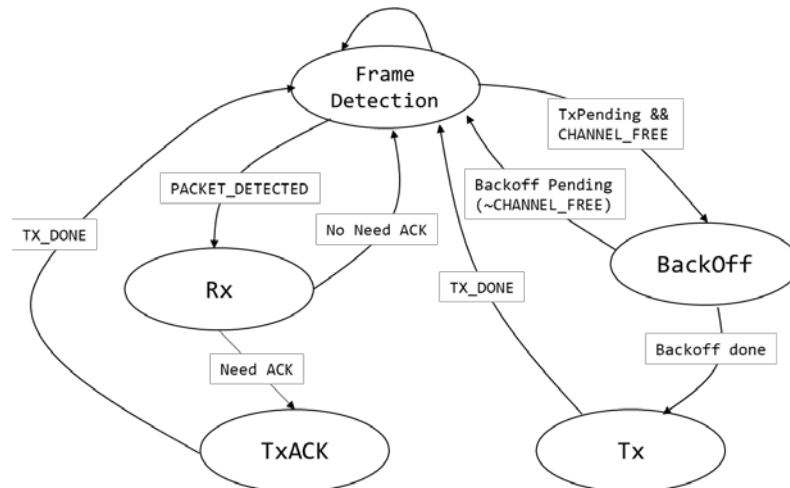 Frame
Detection
TxPending &&
CHANNEL_FREE
PACKET_DETECTED
Backoff Pending
(~CHANNEL_FREE)
TX_DONE
No Need ACK
BackOff
Rx
TX_DONE
Backoff done
Need ACK
TxACK
Tx